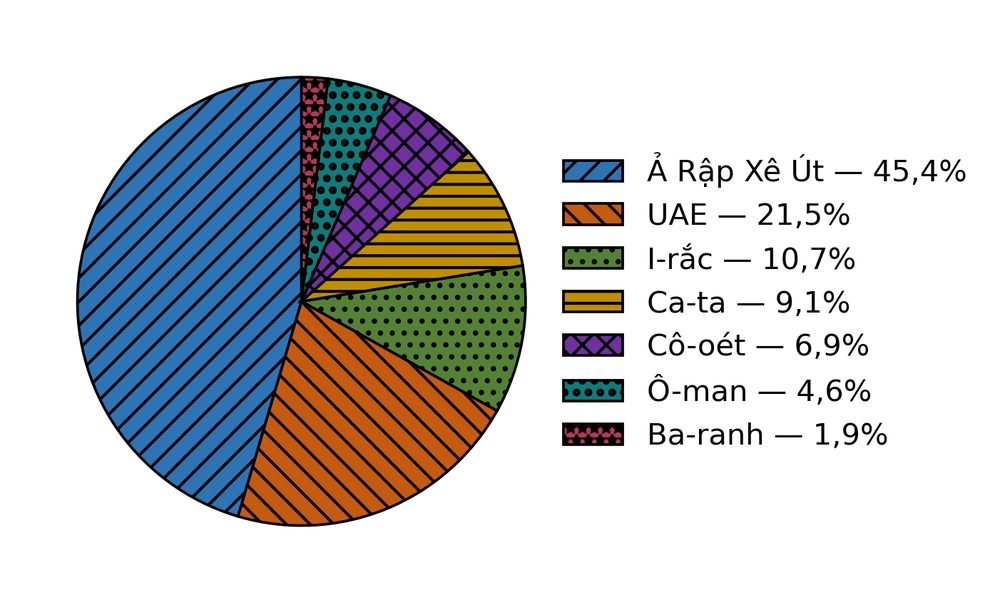 Ả Rập Xê Út — 45,4%
UAE — 21,5%
I-rắc — 10,7%
Ca-ta — 9,1%
Cô-oét — 6,9%
Ô-man — 4,6%
Ba-ranh — 1,9%